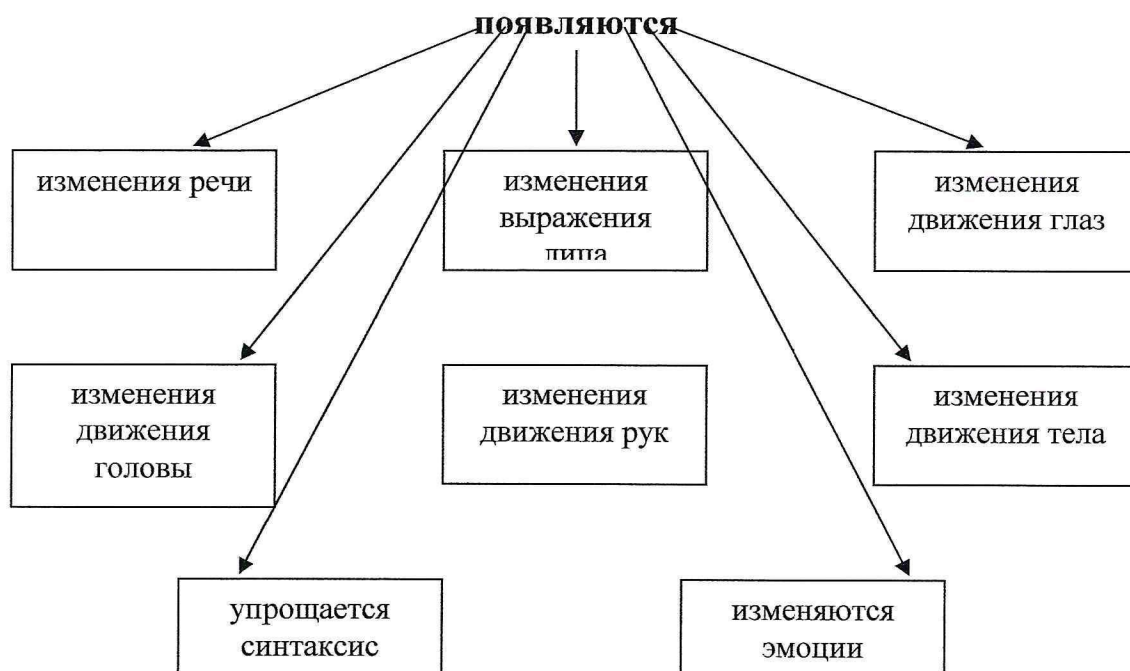 появляются
изменения речи
изменения
выражения
лица
изменения
движения глаз
изменения
движения
головы
изменения
движения рук
изменения
движения тела
упрощается
синтаксис
изменяются
эмоции